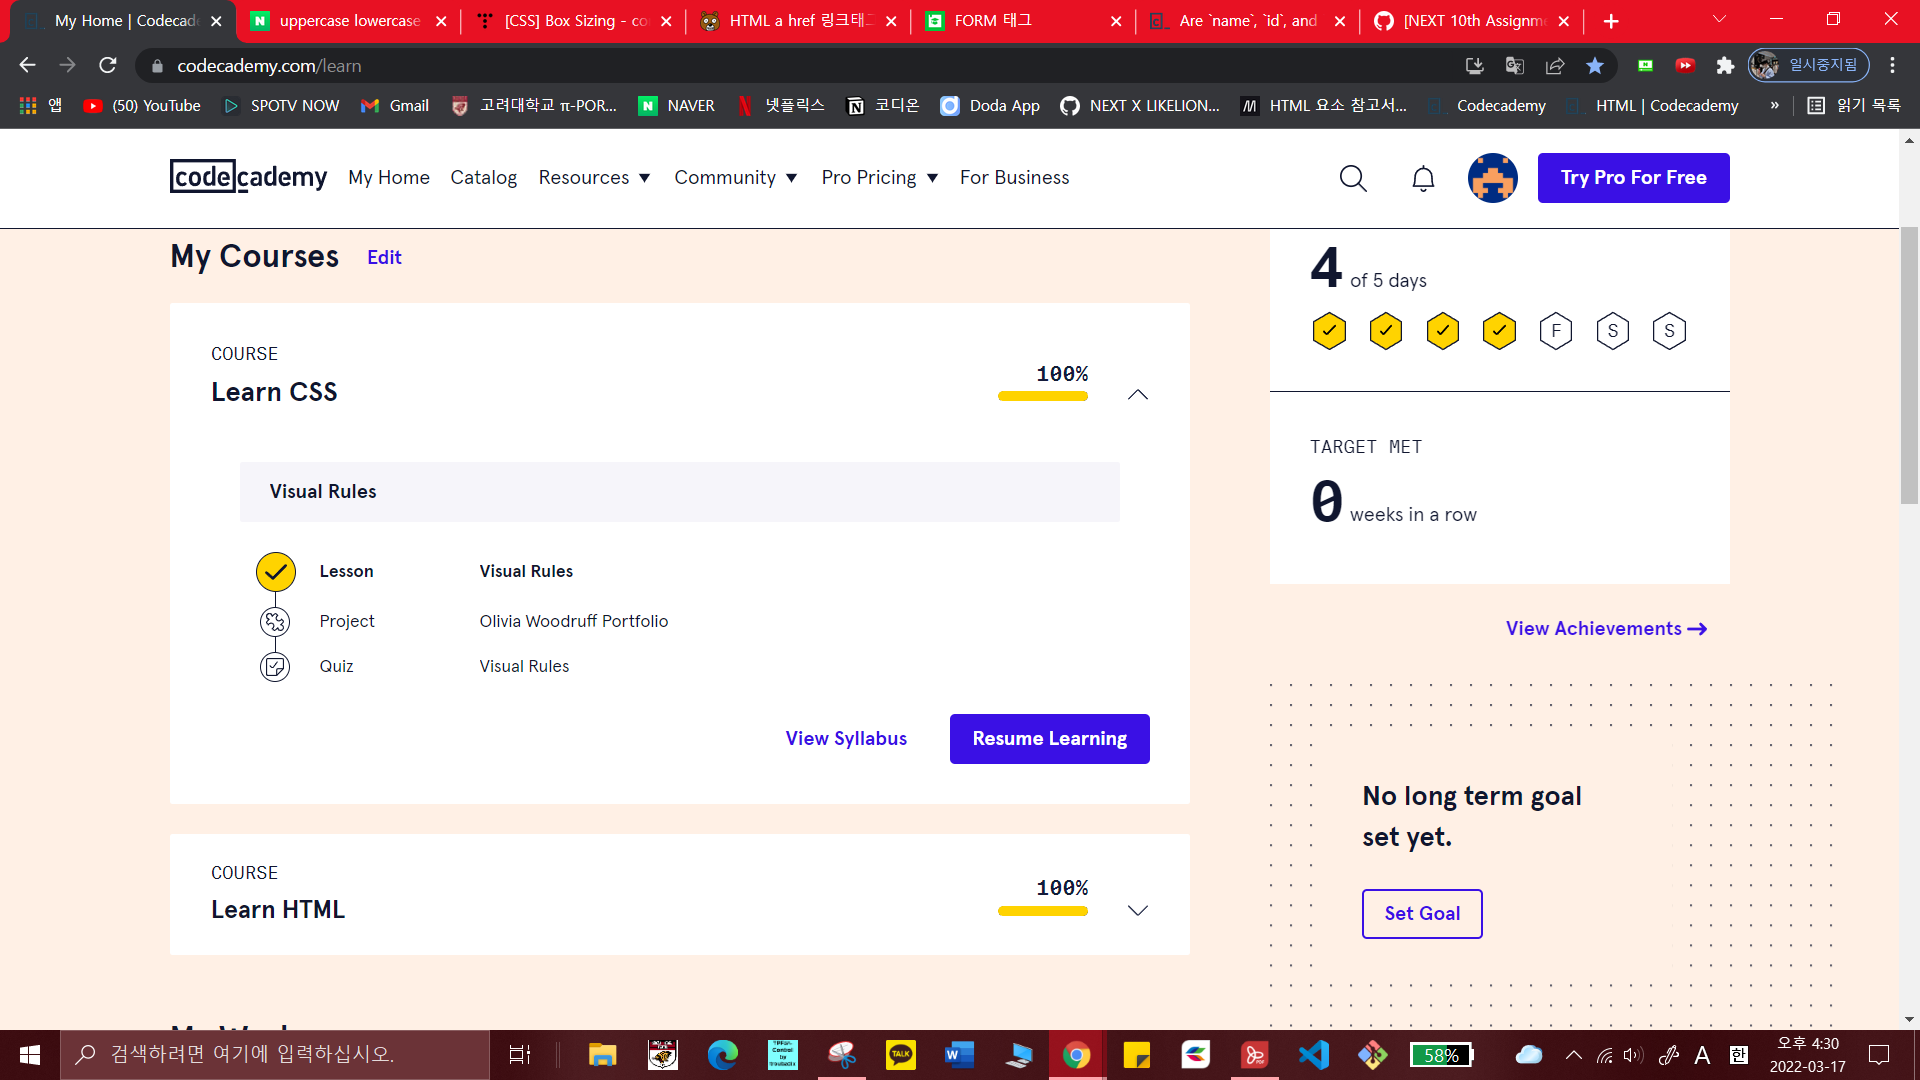 My Home | Codecad
uppercase lowercase
[CSS] Box Sizing - co
HTML a href 링크태그
FORM 태그
Are `name`, `id`, and
[NEXT 10th Assignme
codecademy.com/learn
일시중지됨
앱
(50) YouTube
SPOTV NOW
Gmail
고려대학교 π-POR...
NAVER
넷플릭스
코디온
Doda App
NEXT X LIKELION...
HTML 요소 참고서...
Codecademy
HTML | Codecademy
»
읽기 목록
codecademy
My Home
Catalog
Resources
Community
Pro Pricing
For Business
Try Pro For Free
My Courses
Edit
COURSE
Learn CSS
100%
Visual Rules
Lesson
Visual Rules
Project
Olivia Woodruff Portfolio
Quiz
Visual Rules
View Syllabus
Resume Learning
COURSE
Learn HTML
100%
4 of 5 days
F
S
S
TARGET MET
0 weeks in a row
View Achievements
No long term goal
set yet.
Set Goal
검색하려면 여기에 입력하십시오.
TALK
58%
A
한
오후 4:30
2022-03-17